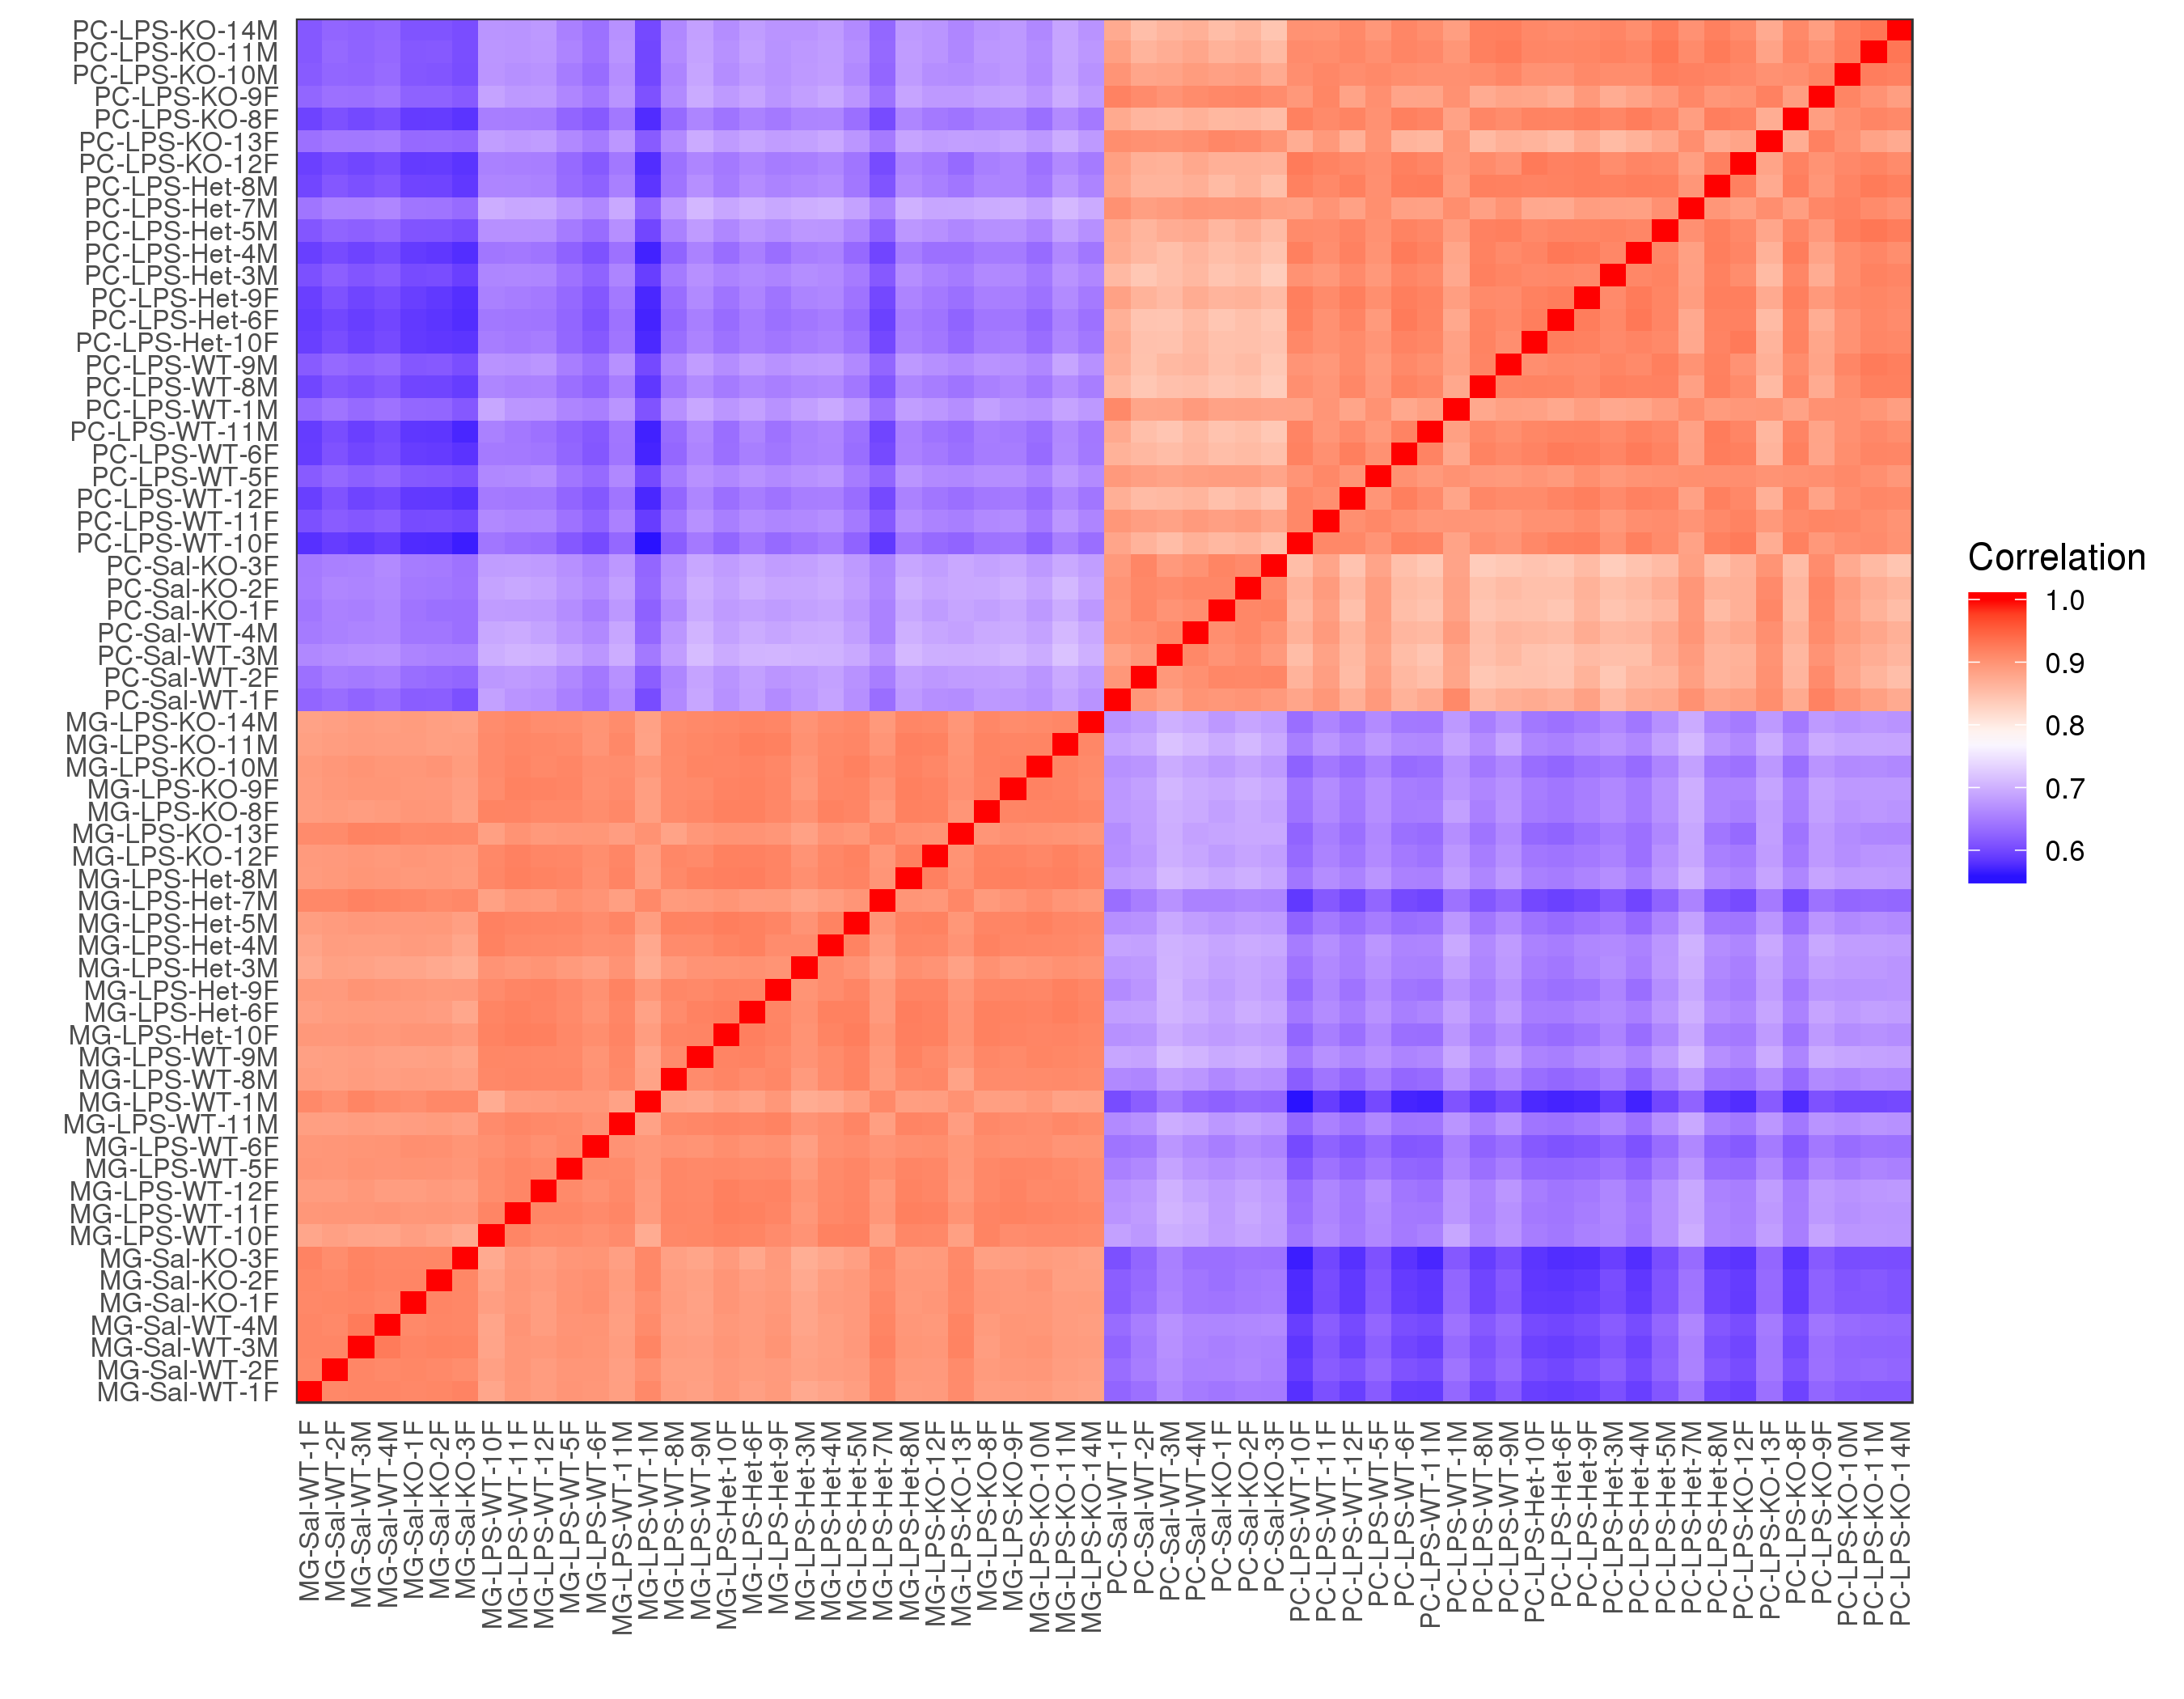 PC-LPS-KO-14M
PC-LPS-KO-11M
PC-LPS-KO-10M
PC-LPS-KO-9F
PC-LPS-KO-8F
PC-LPS-KO-13F
PC-LPS-KO-12F
PC-LPS-Het-8M
PC-LPS-Het-7M
PC-LPS-Het-5M
PC-LPS-Het-4M
PC-LPS-Het-3M
PC-LPS-Het-9F
PC-LPS-Het-6F
PC-LPS-Het-10F
PC-LPS-WT-9M
PC-LPS-WT-8M
PC-LPS-WT-1M
PC-LPS-WT-11M
PC-LPS-WT-6F
PC-LPS-WT-5F
PC-LPS-WT-12F
PC-LPS-WT-11F
PC-LPS-WT-10F
PC-Sal-KO-3F
PC-Sal-KO-2F
PC-Sal-KO-1F
PC-Sal-WT-4M
PC-Sal-WT-3M
PC-Sal-WT-2F
PC-Sal-WT-1F
MG-LPS-KO-14M
MG-LPS-KO-11M
MG-LPS-KO-10M
MG-LPS-KO-9F
MG-LPS-KO-8F
MG-LPS-KO-13F
MG-LPS-KO-12F
MG-LPS-Het-8M
MG-LPS-Het-7M
MG-LPS-Het-5M
MG-LPS-Het-4M
MG-LPS-Het-3M
MG-LPS-Het-9F
MG-LPS-Het-6F
MG-LPS-Het-10F
MG-LPS-WT-9M
MG-LPS-WT-8M
MG-LPS-WT-1M
MG-LPS-WT-11M
MG-LPS-WT-6F
MG-LPS-WT-5F
MG-LPS-WT-12F
MG-LPS-WT-11F
MG-LPS-WT-10F
MG-Sal-KO-3F
MG-Sal-KO-2F
MG-Sal-KO-1F
MG-Sal-WT-4M
MG-Sal-WT-3M
MG-Sal-WT-2F
MG-Sal-WT-1F
MG-Sal-WT-1F
MG-Sal-WT-2F
MG-Sal-WT-3M
MG-Sal-WT-4M
MG-Sal-KO-1F
MG-Sal-KO-2F
MG-Sal-KO-3F
MG-LPS-WT-10F
MG-LPS-WT-11F
MG-LPS-WT-12F
MG-LPS-WT-5F
MG-LPS-WT-6F
MG-LPS-WT-11M
MG-LPS-WT-1M
MG-LPS-WT-8M
MG-LPS-WT-9M
MG-LPS-Het-10F
MG-LPS-Het-6F
MG-LPS-Het-9F
MG-LPS-Het-3M
MG-LPS-Het-4M
MG-LPS-Het-5M
MG-LPS-Het-7M
MG-LPS-Het-8M
MG-LPS-KO-12F
MG-LPS-KO-13F
MG-LPS-KO-8F
MG-LPS-KO-9F
MG-LPS-KO-10M
MG-LPS-KO-11M
MG-LPS-KO-14M
PC-Sal-WT-1F
PC-Sal-WT-2F
PC-Sal-WT-3M
PC-Sal-WT-4M
PC-Sal-KO-1F
PC-Sal-KO-2F
PC-Sal-KO-3F
PC-LPS-WT-10F
PC-LPS-WT-11F
PC-LPS-WT-12F
PC-LPS-WT-5F
PC-LPS-WT-6F
PC-LPS-WT-11M
PC-LPS-WT-1M
PC-LPS-WT-8M
PC-LPS-WT-9M
PC-LPS-Het-10F
PC-LPS-Het-6F
PC-LPS-Het-9F
PC-LPS-Het-3M
PC-LPS-Het-4M
PC-LPS-Het-5M
PC-LPS-Het-7M
PC-LPS-Het-8M
PC-LPS-KO-12F
PC-LPS-KO-13F
PC-LPS-KO-8F
PC-LPS-KO-9F
PC-LPS-KO-10M
PC-LPS-KO-11M
PC-LPS-KO-14M
Correlation
1.0
0.9
0.8
0.7
0.6